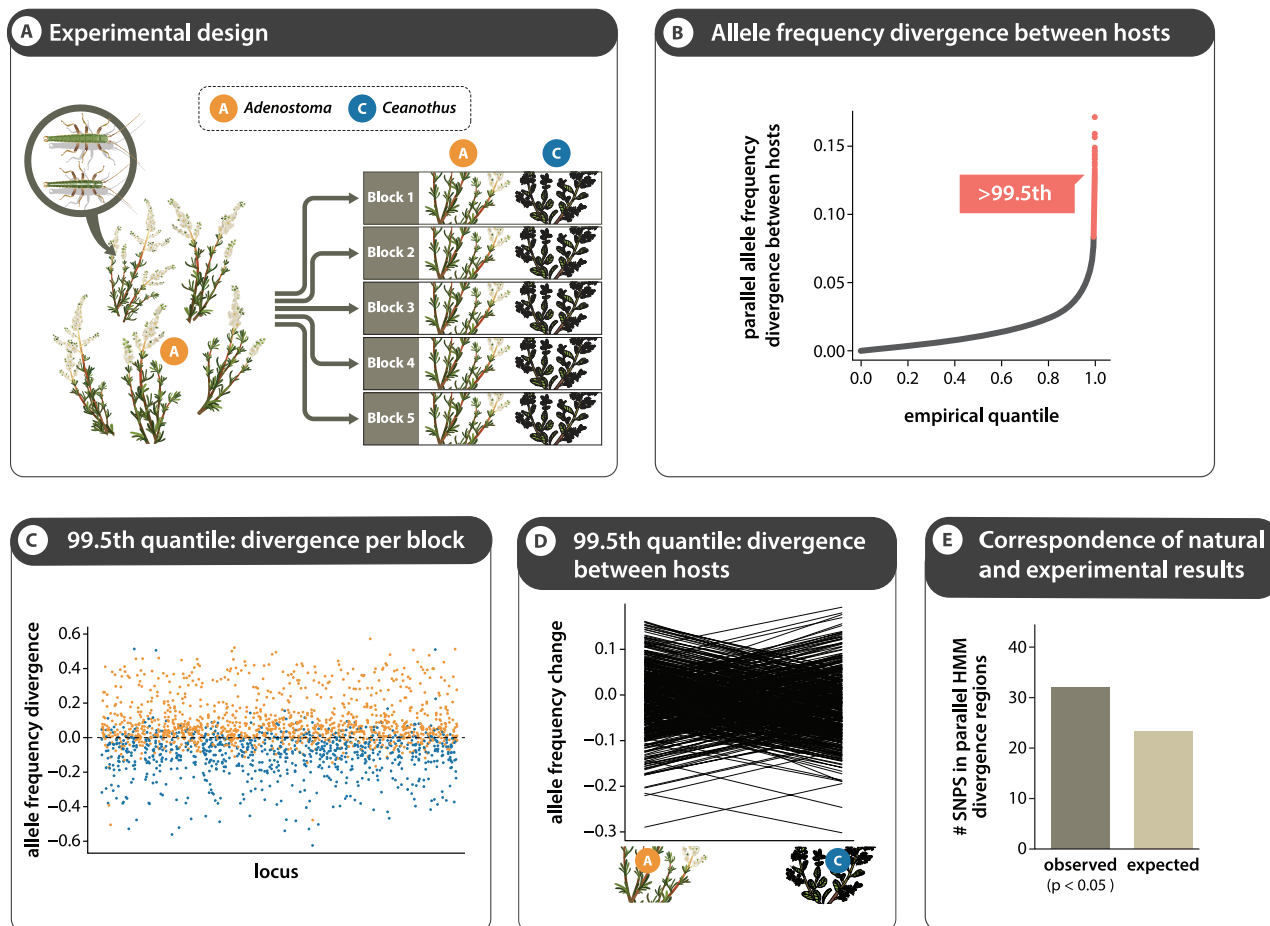 A Experimental design
A Adenostoma C Ceanothus
A C
Block 1
Block 2
Block 3
Block 4
Block 5
A
B Allele frequency divergence between hosts
parallel allele frequency
divergence between hosts
0.15
0.10
0.05
0.00
>99.5th
0.0 0.2 0.4 0.6 0.8 1.0
empirical quantile
C 99.5th quantile: divergence per block
allele frequency divergence
0.6
0.4
0.2
0.0
−0.2
−0.4
−0.6
locus
D 99.5th quantile: divergence
between hosts
allele frequency change
0.1
0.0
−0.1
−0.2
−0.3
A C
E Correspondence of natural
and experimental results
# SNPS in parallel HMM
divergence regions
40
30
20
10
0
observed expected
(p < 0.05 )